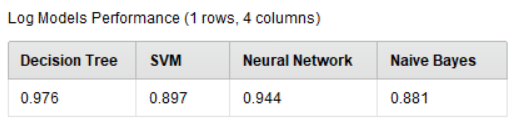 Log Models Performance (1 rows, 4 columns)
Decision Tree SVM Neural Network Naive Bayes
0.976 0.897 0.944 0.881